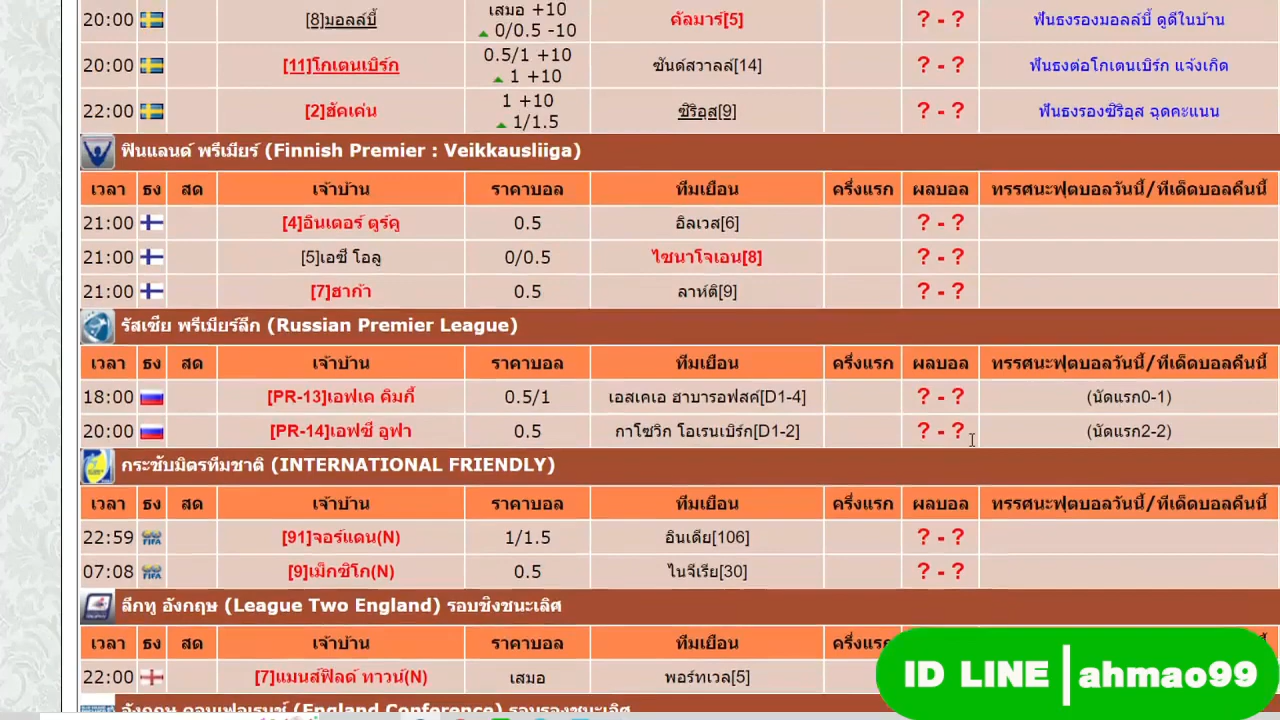 20:00 [8]มอลล์บี้ เสมอ +10 0/0.5 -10 คัลมาร์[5] ? - ? ฟันธงรองมอลล์บี้ ดูดีในบ้าน
20:00 [11]โกเตนเบิร์ก 0.5/1 +10 1 +10 ซันด์สวาลล์[14] ? - ? ฟันธงต่อโกเตนเบิร์ก แจ้งเกิด
22:00 [2]ฮัคเค่น 1 +10 1/1.5 ซิริอุส[9] ? - ? ฟันธงรองซิริอุส ฉุดคะแนน
ฟินแลนด์ พรีเมียร์ (Finnish Premier : Veikkausliiga)
เวลา ธง สด เจ้าบ้าน ราคาบอล ทีมเยือน ครึ่งแรก ผลบอล ทรรศนะฟุตบอลวันนี้/ทีเด็ดบอลคืนนี้
21:00 [4]อินเตอร์ ตูร์คู 0.5 อิลเวส[6] ? - ?
21:00 [5]เอซี โอลู 0/0.5 ไซนาโจเอน[8] ? - ?
21:00 [7]ฮาก้า 0.5 ลาห์ติ[9] ? - ?
รัสเซีย พรีเมียร์ลีก (Russian Premier League)
เวลา ธง สด เจ้าบ้าน ราคาบอล ทีมเยือน ครึ่งแรก ผลบอล ทรรศนะฟุตบอลวันนี้/ทีเด็ดบอลคืนนี้
18:00 [PR-13]เอฟเค คิมกี้ 0.5/1 เอสเคเอ ฮาบารอฟสค์[D1-4] ? - ? (นัดแรก0-1)
20:00 [PR-14]เอฟซี อูฟา 0.5 กาโซวิก โอเรนเบิร์ก[D1-2] ? - ? (นัดแรก2-2)
กระชับมิตรทีมชาติ (INTERNATIONAL FRIENDLY)
เวลา ธง สด เจ้าบ้าน ราคาบอล ทีมเยือน ครึ่งแรก ผลบอล ทรรศนะฟุตบอลวันนี้/ทีเด็ดบอลคืนนี้
22:59 [91]จอร์แดน(N) 1/1.5 อินเดีย[106] ? - ?
07:08 [9]เม็กซิโก(N) 0.5 ไนจีเรีย[30] ? - ?
ลีกทู อังกฤษ (League Two England) รอบชิงชนะเลิศ
เวลา ธง สด เจ้าบ้าน ราคาบอล ทีมเยือน
22:00 [7]แมนส์ฟิลด์ ทาวน์(N) เสมอ พอร์ทเวล[5]
ID LINE ahmao99
อังกฤษ คอนเฟอเรนซ์ (England Conference) รอบรองชนะเลิศ